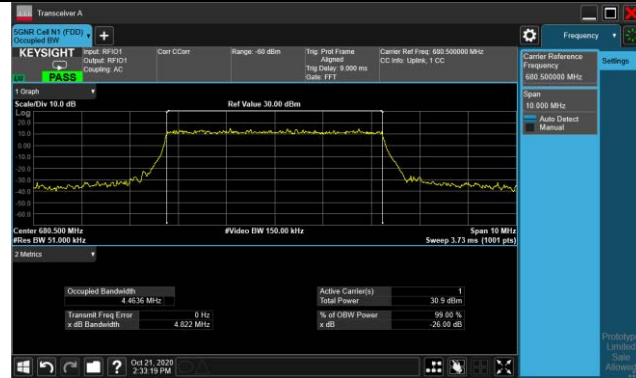 Transceiver A
5GNR Cell N1 (FDD)
Occupied BW
Frequency
KEYSIGHT
PASS
Input: RFIO1
Output: RFIO1
Coupling: AC
Corr CCorr
Range: -60 dBm
Trig: Prot Frame
Aligned
Trig Delay: 9.000 ms
Gate: FFT
Carrier Ref Freq: 680.500000 MHz
CC Info: Uplink, 1 CC
Carrier Reference
Frequency
680.500000 MHz
Settings
Span
10.000 MHz
Auto Detect
Manual
1 Graph
Scale/Div 10.0 dB
Ref Value 30.00 dBm
Log
20.0
10.0
0.00
-10.0
-20.0
-30.0
-40.0
-50.0
-60.0
Center 680.500 MHz
#Video BW 150.00 kHz
Span 10 MHz
#Res BW 51.000 kHz
Sweep 3.73 ms (1001 pts)
2 Metrics
Occupied Bandwidth
4.4636 MHz
Active Carrier(s) 1
Total Power 30.9 dBm
Transmit Freq Error 0 Hz
x dB Bandwidth 4.822 MHz
% of OBW Power 99.00 %
x dB -26.00 dB
Prototype
Limited
Sale
Allowed
?
Oct 21, 2020
2:33:19 PM